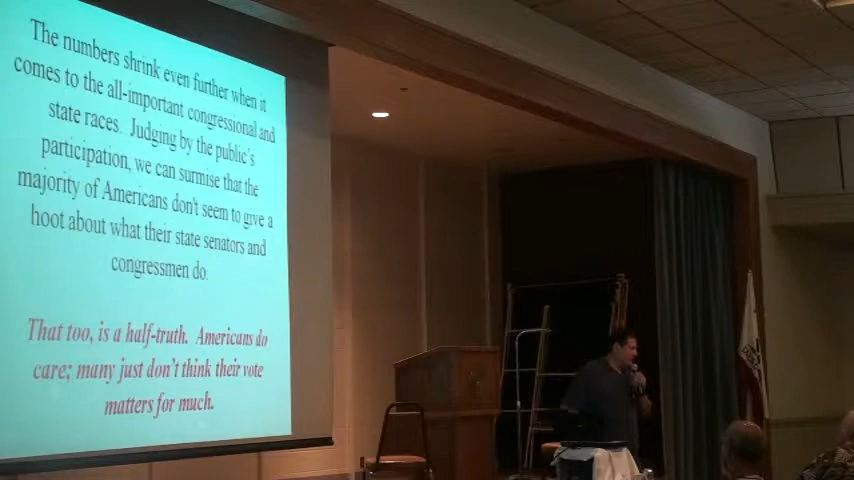 The numbers shrink even further when it
comes to the all-important congressional and
state races. Judging by the public's
participation, we can surmise that the
majority of Americans don't seem to give a
hoot about what their state senators and
congressmen do.
That too, is a half-truth. Americans do
care; many just don't think their vote
matters for much.